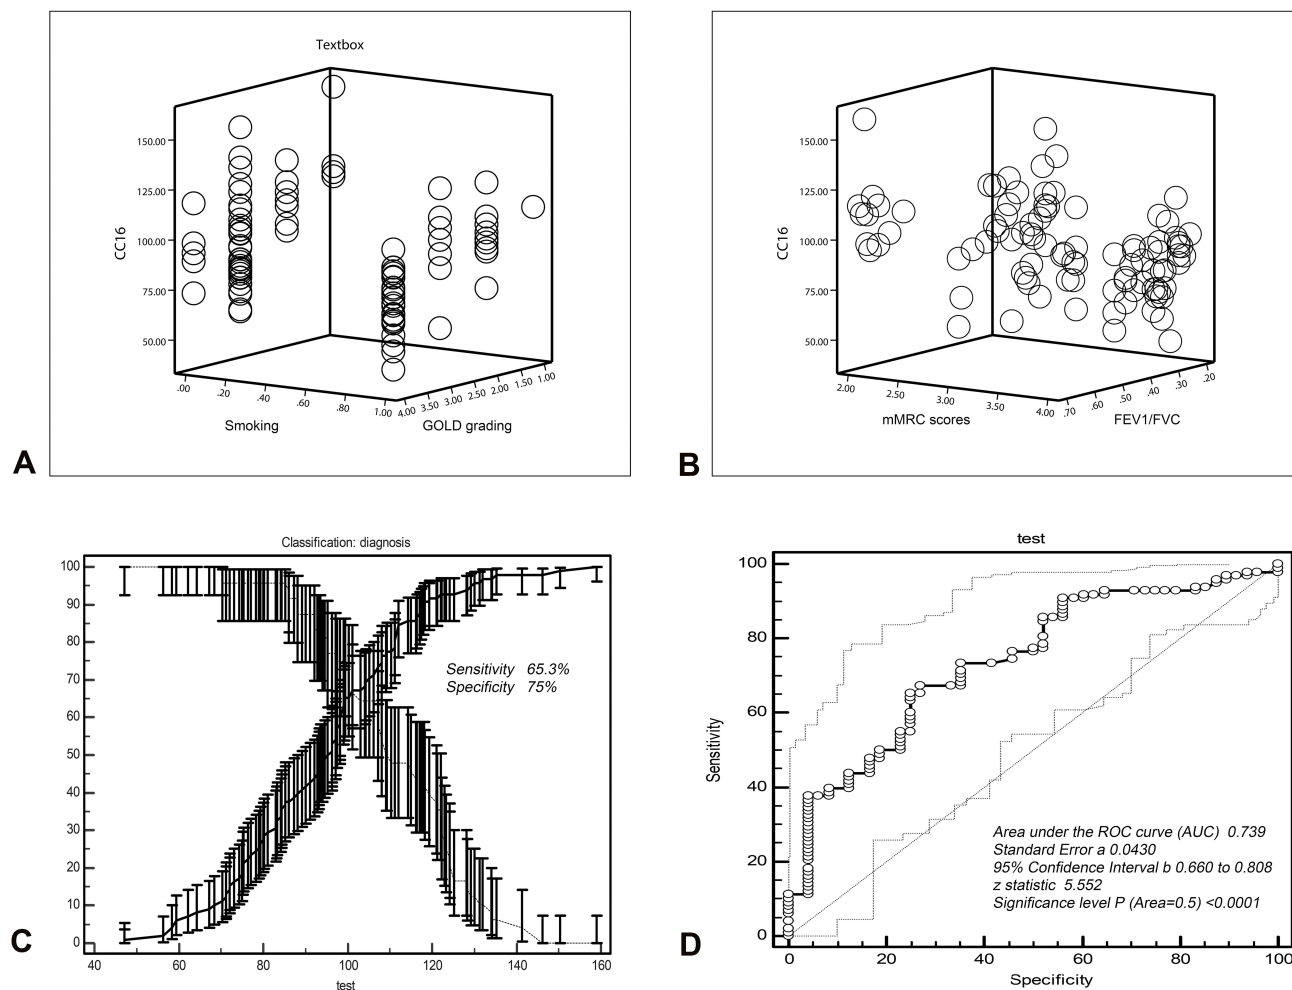 Textbox
150.00
125.00
100.00
75.00
50.00
CC16
.00 .20 .40 .60 .80 1.00
4.00 3.50 3.00 2.50 2.00 1.50 1.00
Smoking GOLD grading
A
150.00
125.00
100.00
75.00
50.00
CC16
2.00 2.50 3.00 3.50 4.00
.70 .60 .50 .40 .30 .20
mMRC scores FEV1/FVC
B
Classification: diagnosis
100
90
80
70
60
50
40
30
20
10
0
Sensitivity 65.3%
Specificity 75%
40 60 80 100 120 140 160
test
C
test
100
80
60
40
20
0
Sensitivity
Area under the ROC curve (AUC) 0.739
Standard Error a 0.0430
95% Confidence Interval b 0.660 to 0.808
z statistic 5.552
Significance level P (Area=0.5) <0.0001
0 20 40 60 80 100
Specificity
D